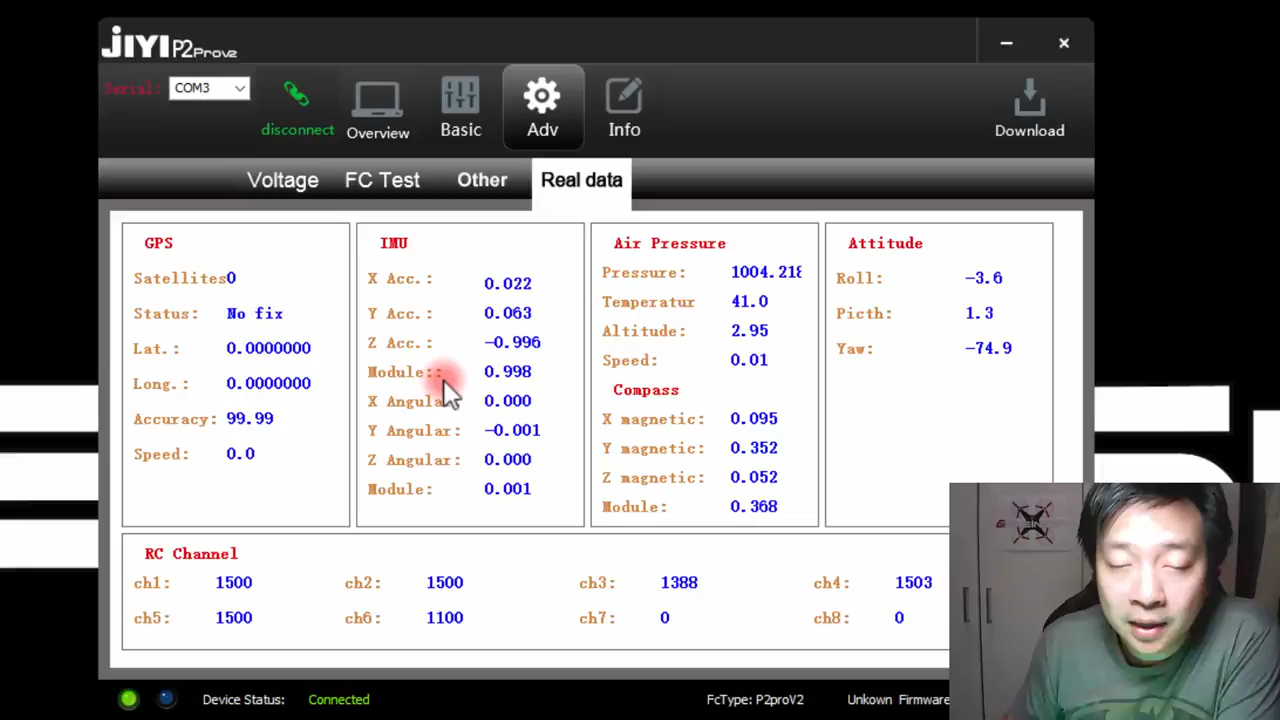 JIYI P2Prov2
Serial: COM3
disconnect
Overview
Basic
Adv
Info
Download
Voltage
FC Test
Other
Real data
GPS
Satellites0
Status: No fix
Lat.: 0.0000000
Long.: 0.0000000
Accuracy: 99.99
Speed: 0.0
IMU
X Acc.: 0.022
Y Acc.: 0.063
Z Acc.: -0.996
Module:: 0.998
X Angular 0.000
Y Angular: -0.001
Z Angular: 0.000
Module: 0.001
Air Pressure
Pressure: 1004.218
Temperatur 41.0
Altitude: 2.95
Speed: 0.01
Compass
X magnetic: 0.095
Y magnetic: 0.352
Z magnetic: 0.052
Module: 0.368
Attitude
Roll: -3.6
Picth: 1.3
Yaw: -74.9
RC Channel
ch1: 1500 ch2: 1500 ch3: 1388 ch4: 1503
ch5: 1500 ch6: 1100 ch7: 0 ch8: 0
Device Status: Connected FcType: P2proV2 Unkown Firmware